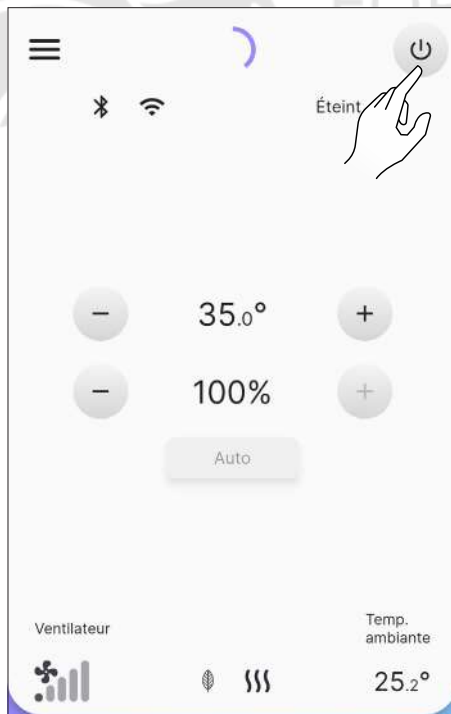 Éteint
− 35.0° +
− 100% +
Auto
Ventilateur
Temp.
ambiante
25.2°